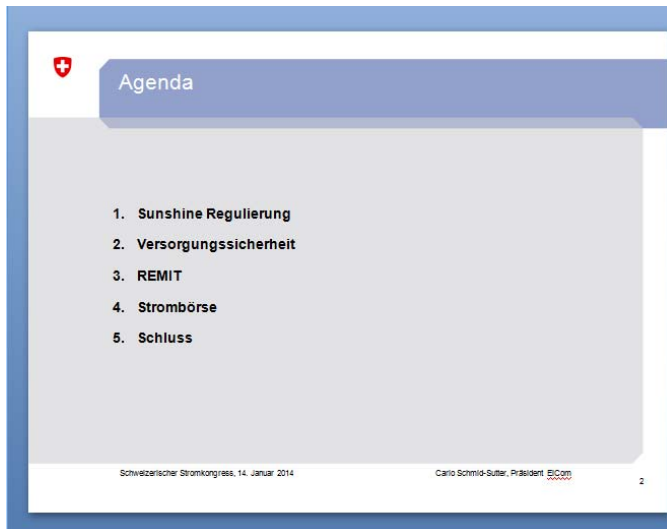 Agenda
1. Sunshine Regulierung
2. Versorgungssicherheit
3. REMIT
4. Strombörse
5. Schluss
Schweizerischer Stromkongress, 14. Januar 2014
Carlo Schmid-Sutter, Präsident ElCom
2